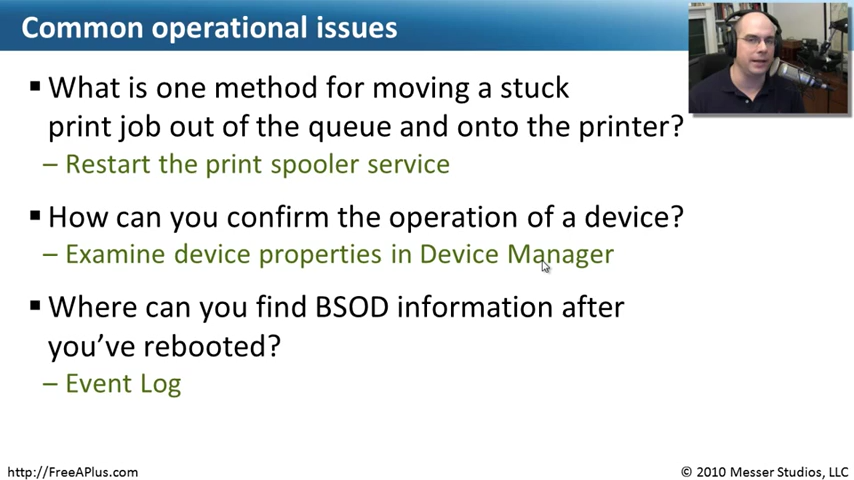 Common operational issues
▪ What is one method for moving a stuck
print job out of the queue and onto the printer?
– Restart the print spooler service
▪ How can you confirm the operation of a device?
– Examine device properties in Device Manager
▪ Where can you find BSOD information after
you’ve rebooted?
– Event Log
http://FreeAPlus.com
© 2010 Messer Studios, LLC